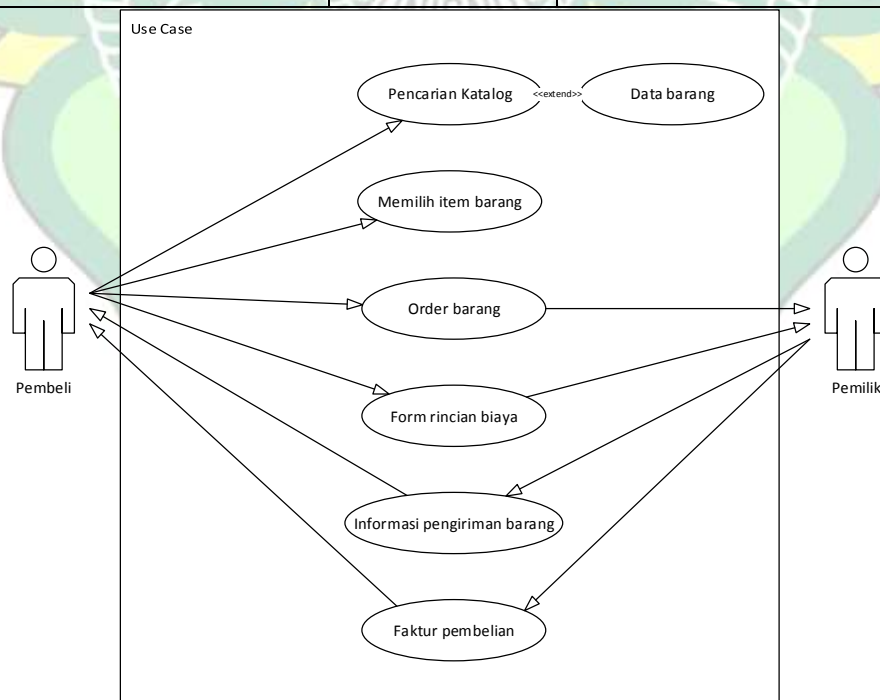 Use Case
Pencarian Katalog
<<extend>>
Data barang
Memilih item barang
Order barang
Pembeli
Pemilik
Form rincian biaya
Informasi pengiriman barang
Faktur pembelian